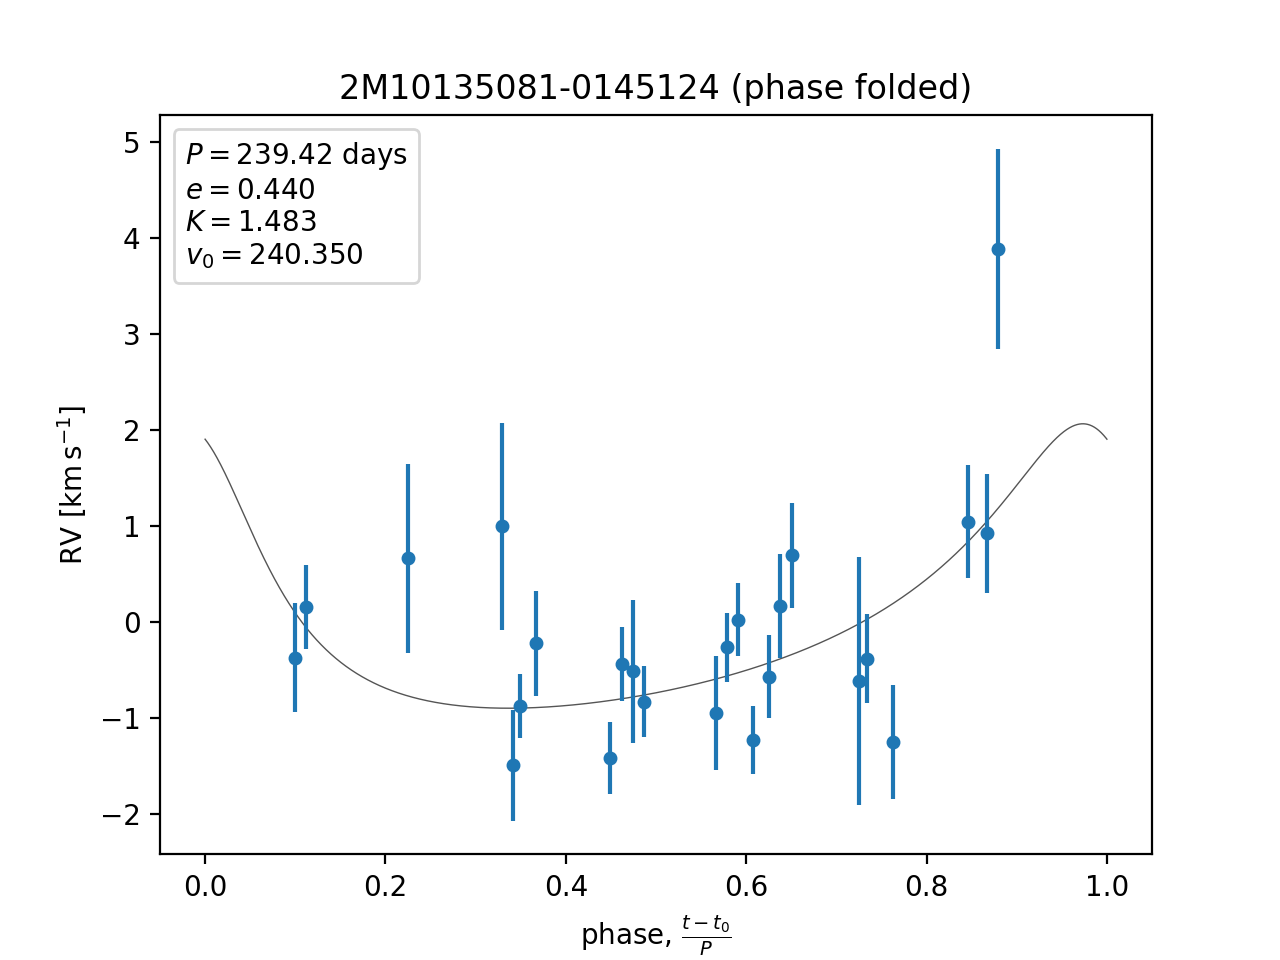 2M10135081-0145124 (phase folded)
P = 239.42 days
e = 0.440
K = 1.483
v₀ = 240.350
RV [km s⁻¹]
5
4
3
2
1
0
−1
−2
0.0 0.2 0.4 0.6 0.8 1.0
phase, (t − t₀)/P